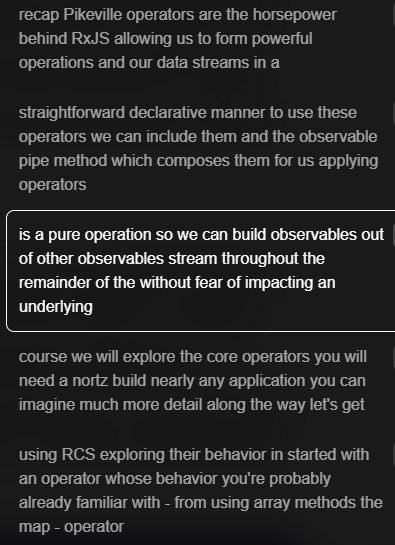 recap Pikeville operators are the horsepower
behind RxJS allowing us to form powerful
operations and our data streams in a
straightforward declarative manner to use these
operators we can include them and the observable
pipe method which composes them for us applying
operators
is a pure operation so we can build observables out
of other observables stream throughout the
remainder of the without fear of impacting an
underlying
course we will explore the core operators you will
need a nortz build nearly any application you can
imagine much more detail along the way let's get
using RCS exploring their behavior in started with
an operator whose behavior you're probably
already familiar with - from using array methods the
map - operator